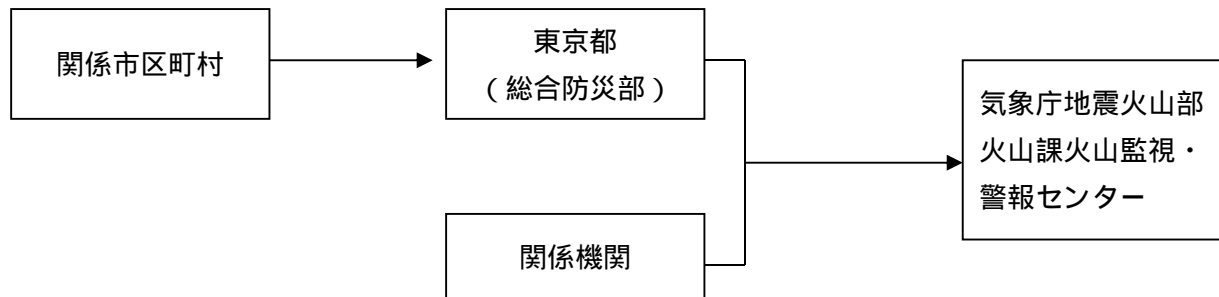 関係市区町村
東京都
(総合防災部)
関係機関
気象庁地震火山部
火山課火山監視・
警報センター